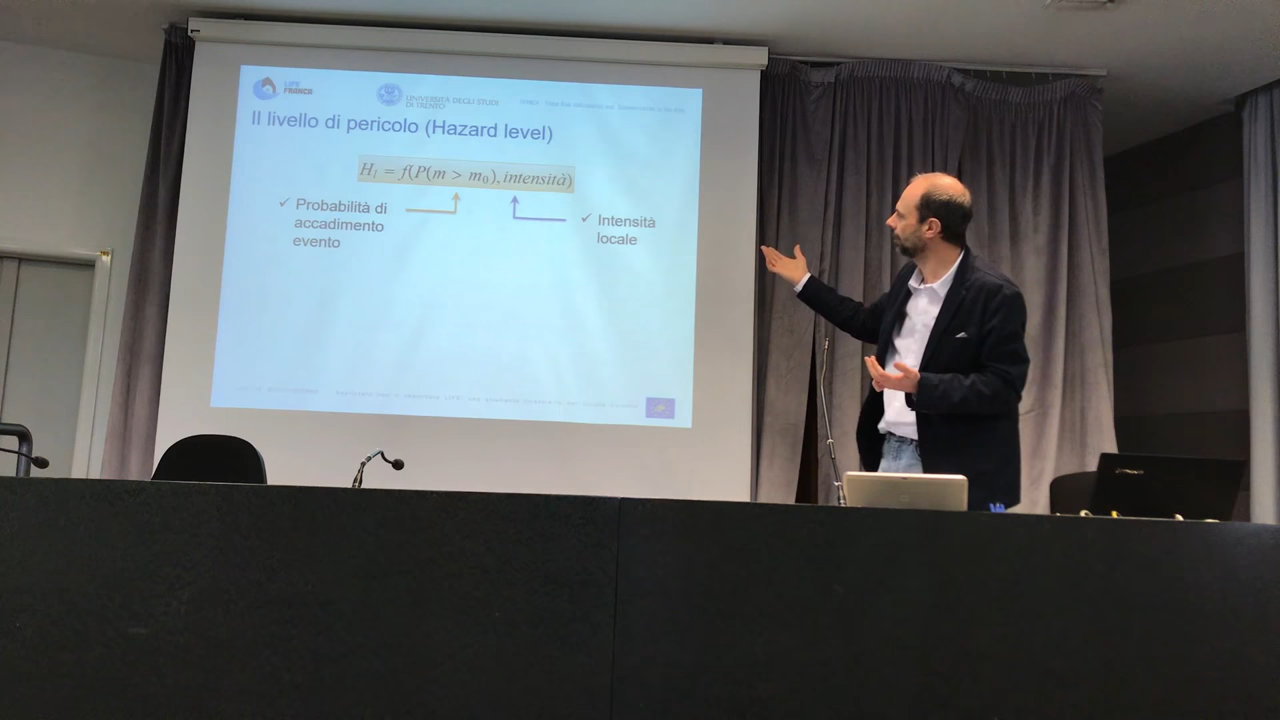 LIFE
FRANCA
UNIVERSITÀ DEGLI STUDI
DI TRENTO
Il livello di pericolo (Hazard level)
H_l = f(P(m > m_0), intensità)
✓ Probabilità di
accadimento
evento
✓ Intensità
locale